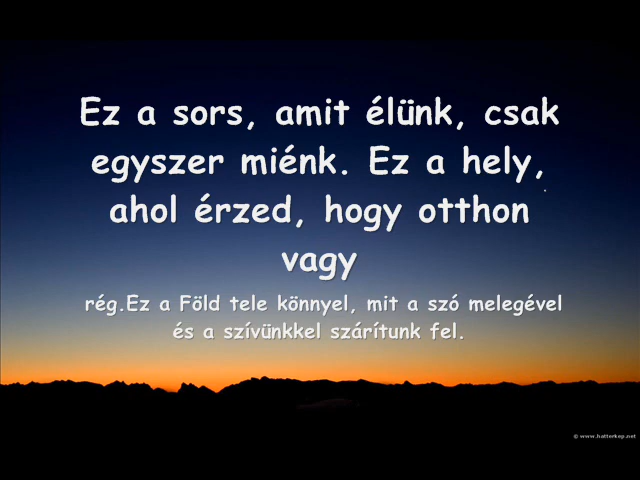 Ez a sors, amit élünk, csak
egyszer miénk. Ez a hely,
ahol érzed, hogy otthon
vagy
rég.Ez a Föld tele könnyel, mit a szó melegével
és a szívünkkel szárítunk fel.
© www.hatterkep.net